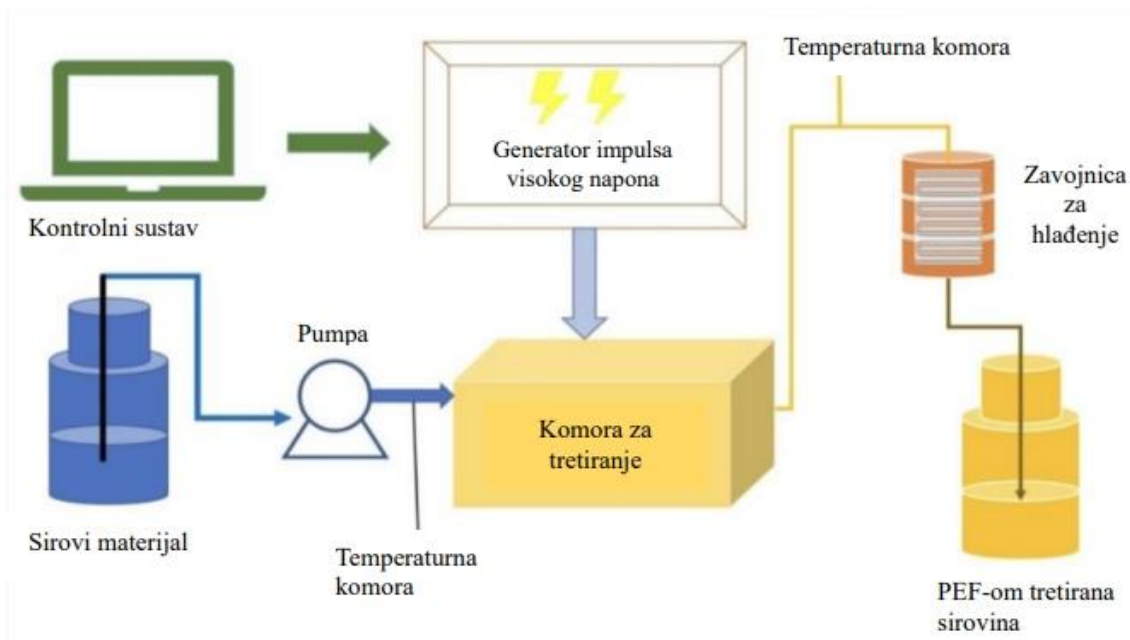 Temperaturna komora
Generator impulsa
visokog napona
Zavojnica
za
hlađenje
Kontrolni sustav
Pumpa
Komora za
tretiranje
Sirovi materijal
Temperaturna
komora
PEF-om tretirana
sirovina